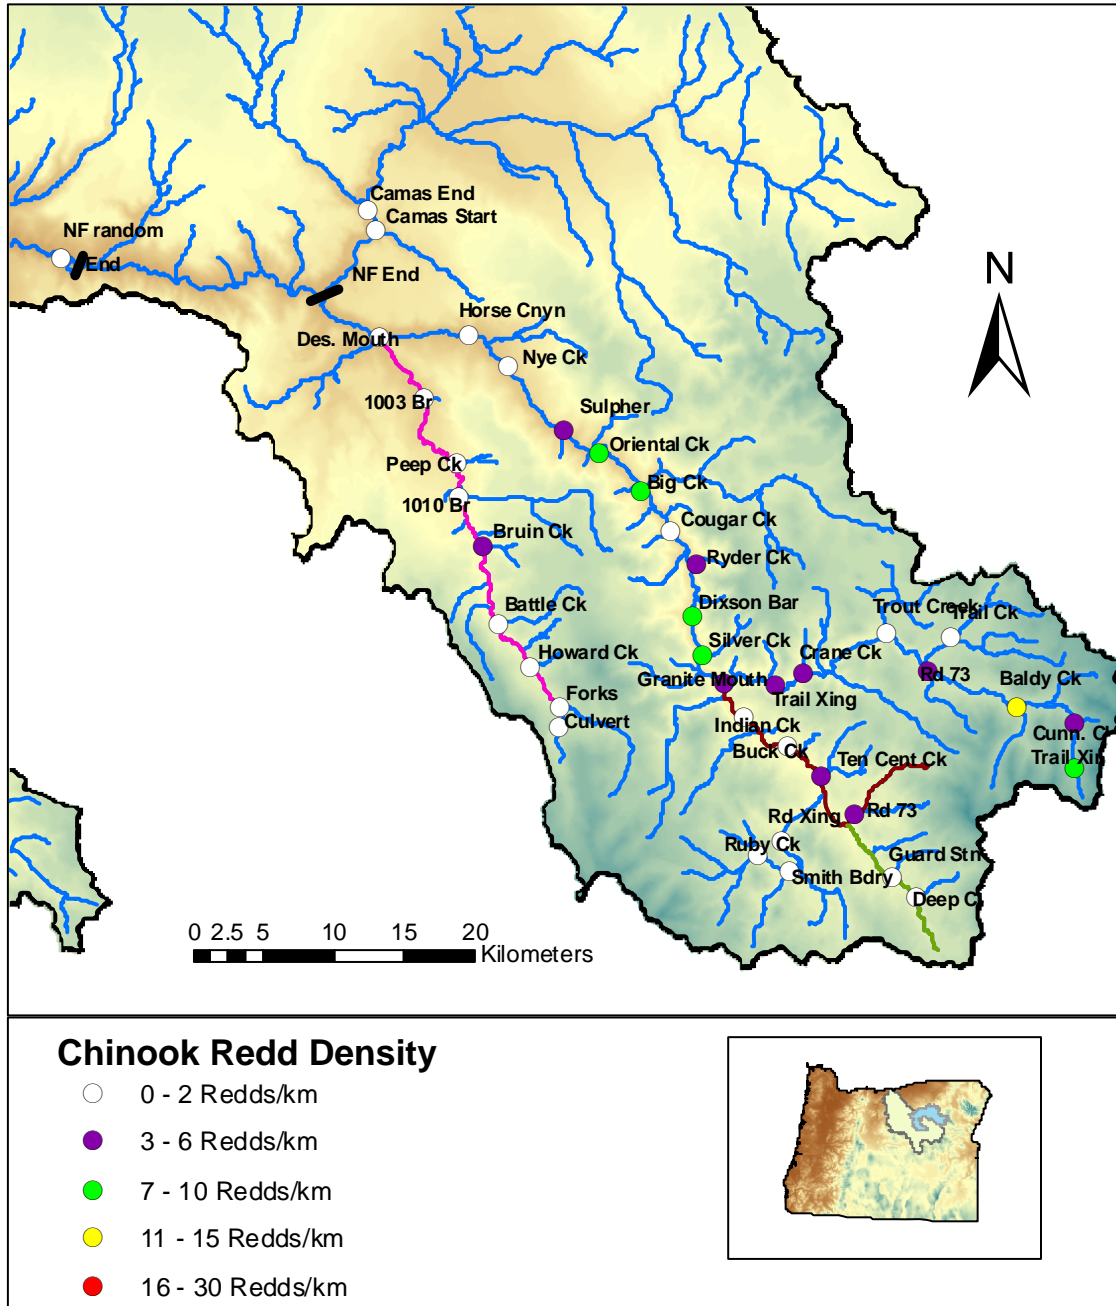 Camas End
Camas Start
NF random
End
NF End
N
Horse Cnyn
Des. Mouth
Nye Ck
1003 Br
Sulpher
Oriental Ck
Peep Ck
Big Ck
1010 Br
Cougar Ck
Bruin Ck
Ryder Ck
Dixson Bar
Battle Ck
Trout Creek
Trail Ck
Silver Ck
Howard Ck
Crane Ck
Granite Mouth
Rd 73
Trail Xing
Baldy Ck
Forks
Culvert
Indian Ck
Cunn. C
Buck Ck
Ten Cent Ck
Trail Xin
Rd Xing
Rd 73
Ruby Ck
Guard Stn
Smith Bdry
Deep C
0 2.5 5 10 15 20
Kilometers
Chinook Redd Density
0 - 2 Redds/km
3 - 6 Redds/km
7 - 10 Redds/km
11 - 15 Redds/km
16 - 30 Redds/km